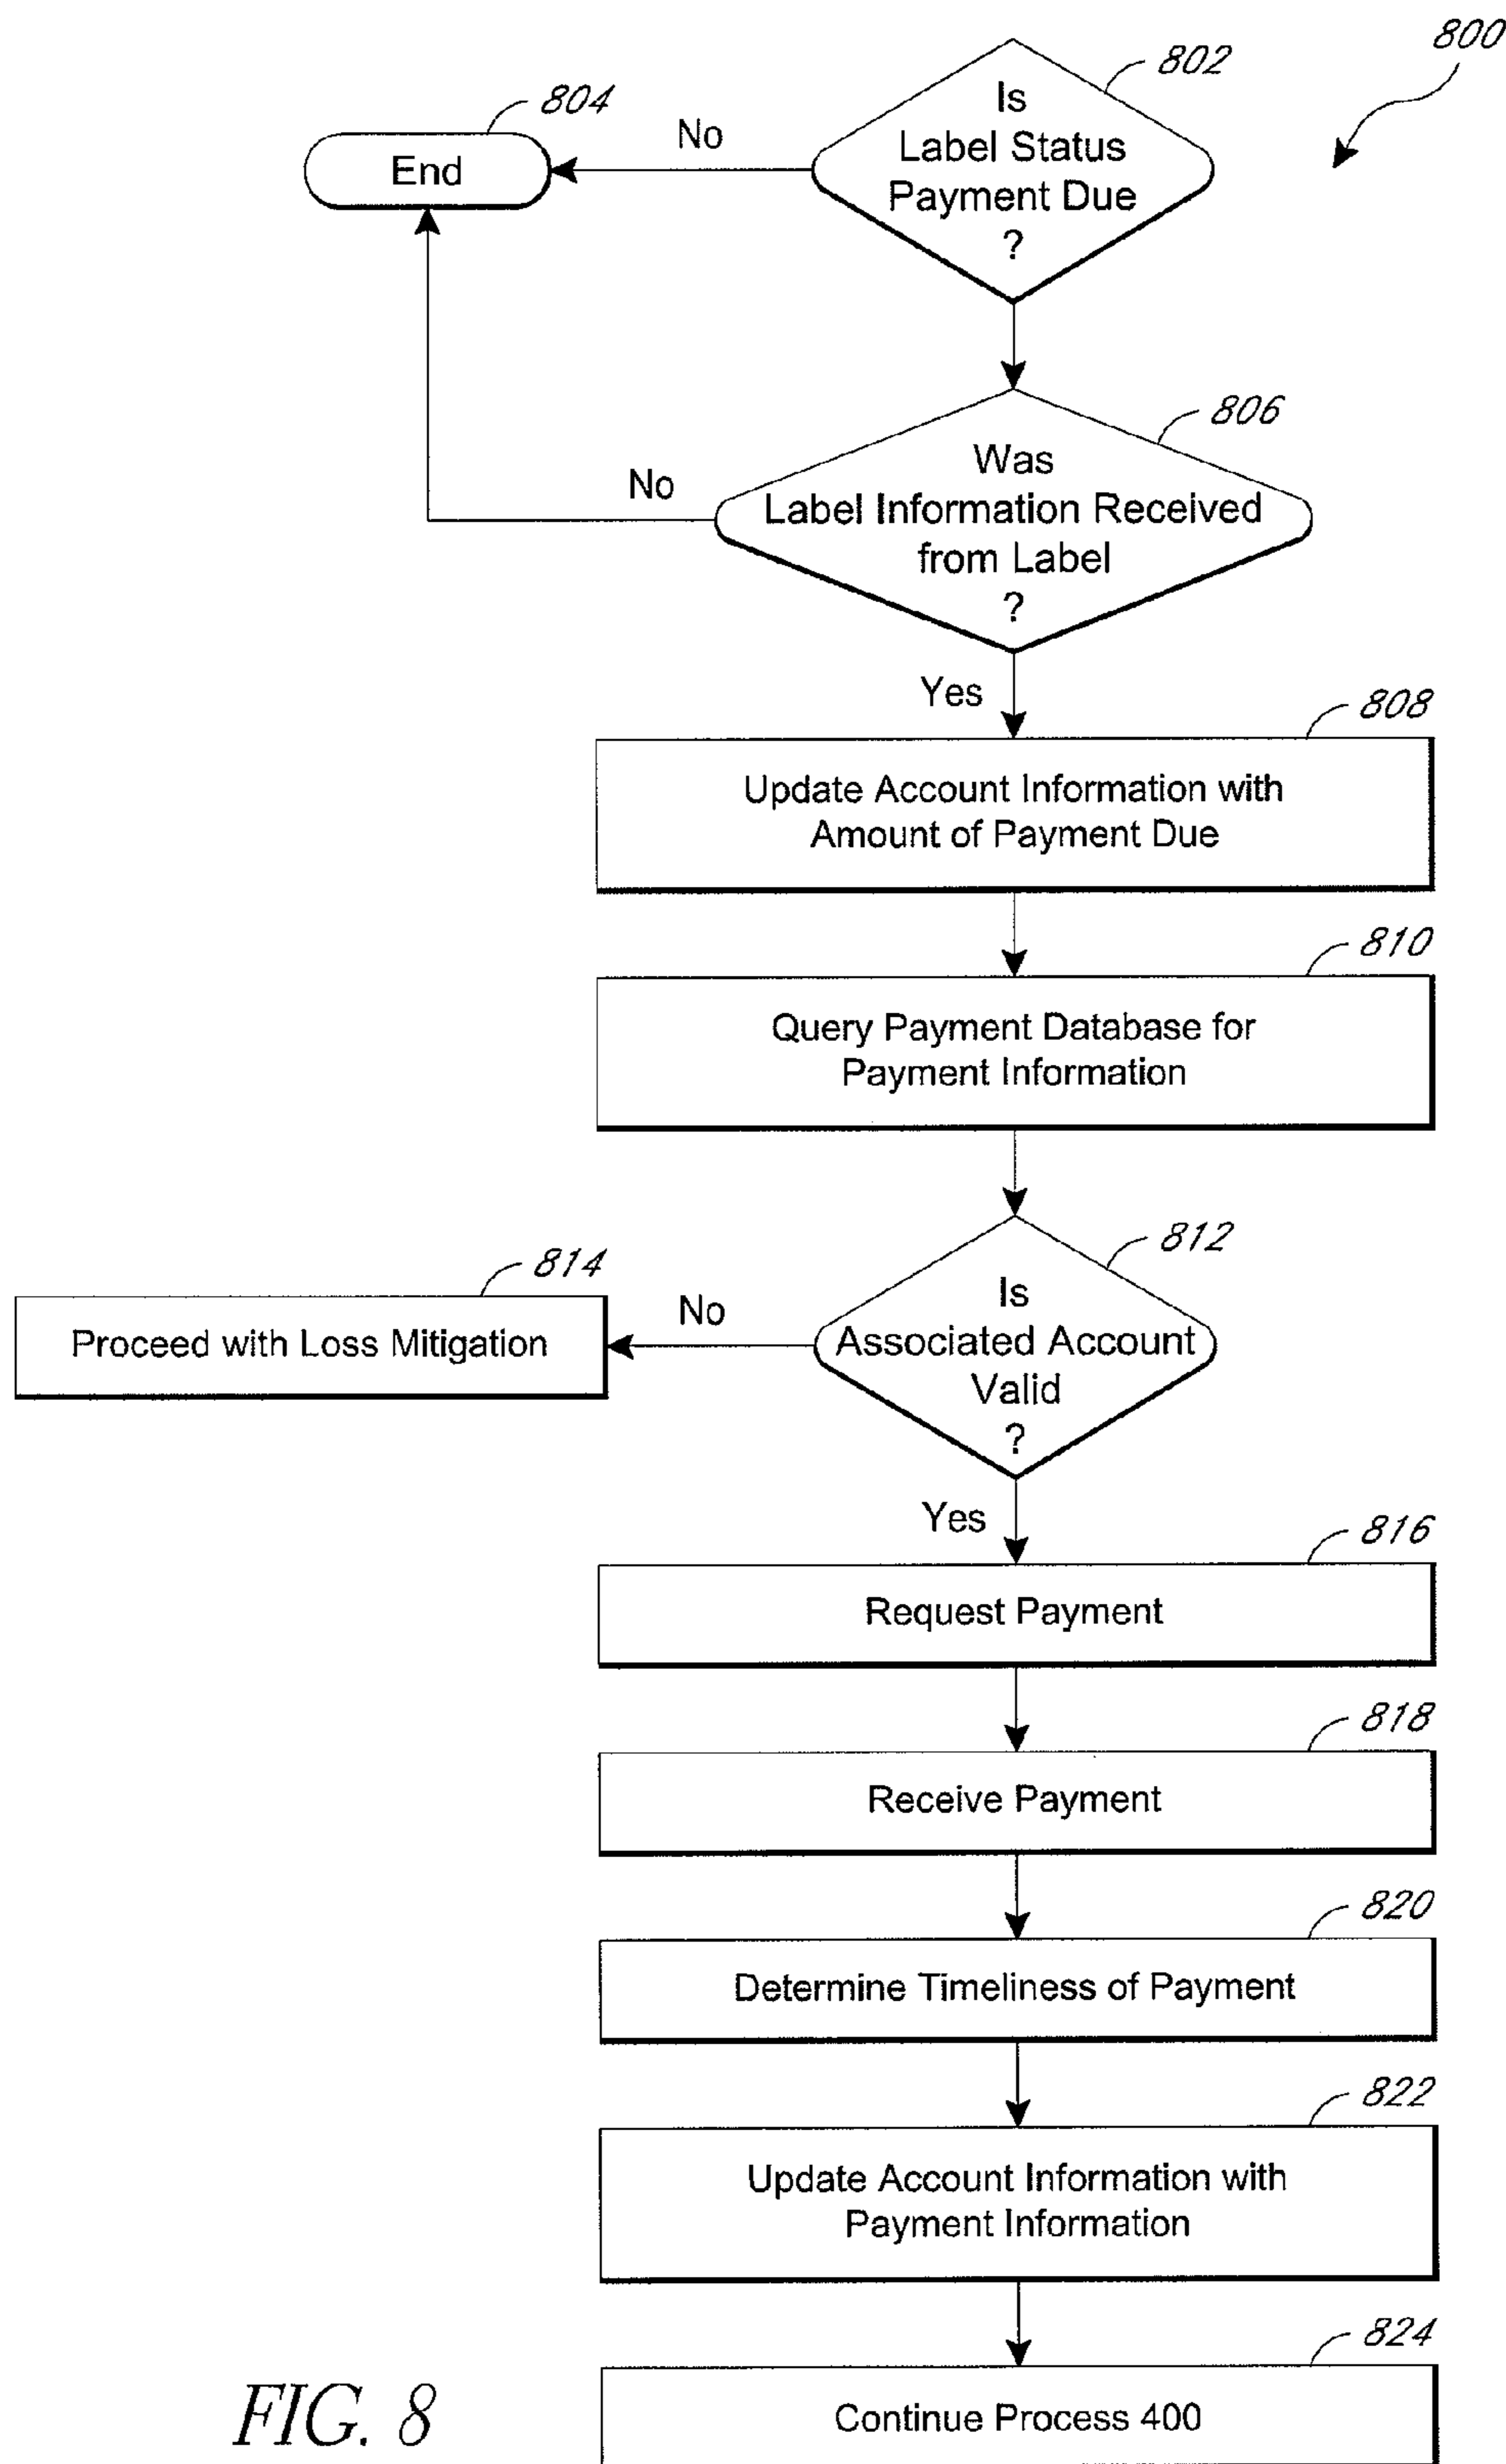 800
802
Is
Label Status
Payment Due
?
804
End
No
806
Was
Label Information Received
from Label
?
No
Yes
808
Update Account Information with
Amount of Payment Due
810
Query Payment Database for
Payment Information
812
Is
Associated Account
Valid
?
No
814
Proceed with Loss Mitigation
Yes
816
Request Payment
818
Receive Payment
820
Determine Timeliness of Payment
822
Update Account Information with
Payment Information
824
Continue Process 400
FIG. 8